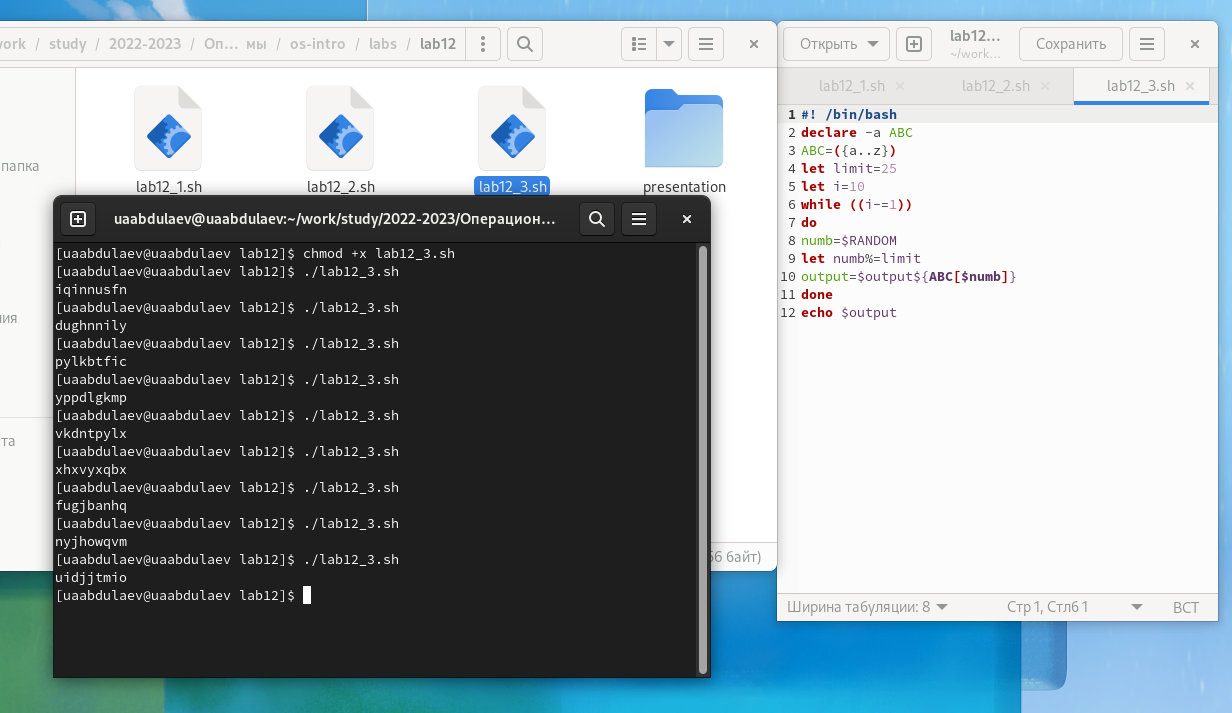 work / study / 2022-2023 / Оп… мы / os-intro / labs / lab12
папка
ния
ста
lab12_1.sh
lab12_2.sh
lab12_3.sh
presentation
56 байт)
uaabdulaev@uaabdulaev:~/work/study/2022-2023/Операцион…
[uaabdulaev@uaabdulaev lab12]$ chmod +x lab12_3.sh
[uaabdulaev@uaabdulaev lab12]$ ./lab12_3.sh
iqinnusfn
[uaabdulaev@uaabdulaev lab12]$ ./lab12_3.sh
dughnnily
[uaabdulaev@uaabdulaev lab12]$ ./lab12_3.sh
pylkbtfic
[uaabdulaev@uaabdulaev lab12]$ ./lab12_3.sh
yppdlgkmp
[uaabdulaev@uaabdulaev lab12]$ ./lab12_3.sh
vkdntpylx
[uaabdulaev@uaabdulaev lab12]$ ./lab12_3.sh
xhxvyxqbx
[uaabdulaev@uaabdulaev lab12]$ ./lab12_3.sh
fugjbanhq
[uaabdulaev@uaabdulaev lab12]$ ./lab12_3.sh
nyjhowqvm
[uaabdulaev@uaabdulaev lab12]$ ./lab12_3.sh
uidjjtmio
[uaabdulaev@uaabdulaev lab12]$
Открыть
lab12…
~/work…
Сохранить
lab12_1.sh
lab12_2.sh
lab12_3.sh
1 #! /bin/bash
2 declare -a ABC
3 ABC=({a..z})
4 let limit=25
5 let i=10
6 while ((i-=1))
7 do
8 numb=$RANDOM
9 let numb%=limit
10 output=$output${ABC[$numb]}
11 done
12 echo $output
Ширина табуляции: 8
Стр 1, Стлб 1
ВСТ